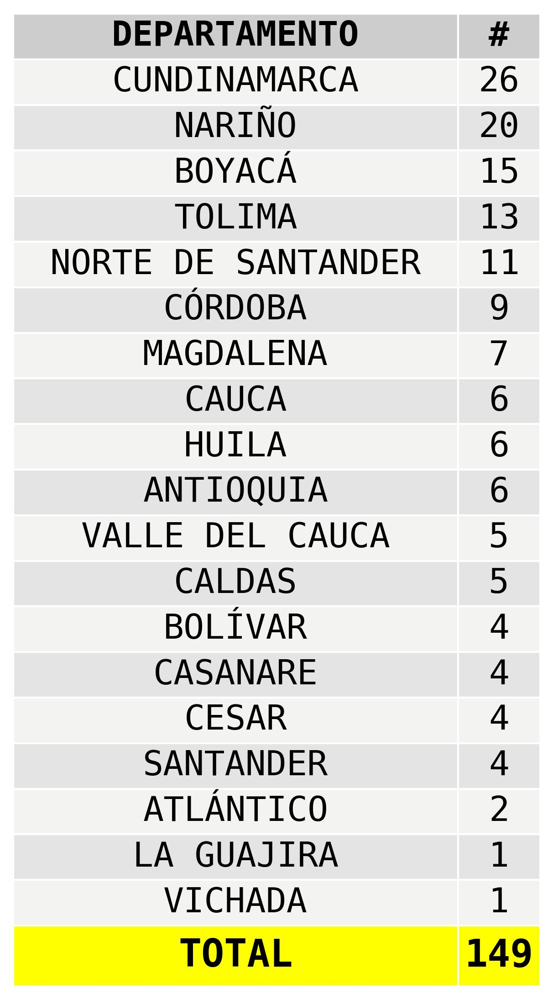 DEPARTAMENTO #
CUNDINAMARCA 26
NARIÑO 20
BOYACÁ 15
TOLIMA 13
NORTE DE SANTANDER 11
CÓRDOBA 9
MAGDALENA 7
CAUCA 6
HUILA 6
ANTIOQUIA 6
VALLE DEL CAUCA 5
CALDAS 5
BOLÍVAR 4
CASANARE 4
CESAR 4
SANTANDER 4
ATLÁNTICO 2
LA GUAJIRA 1
VICHADA 1
TOTAL 149